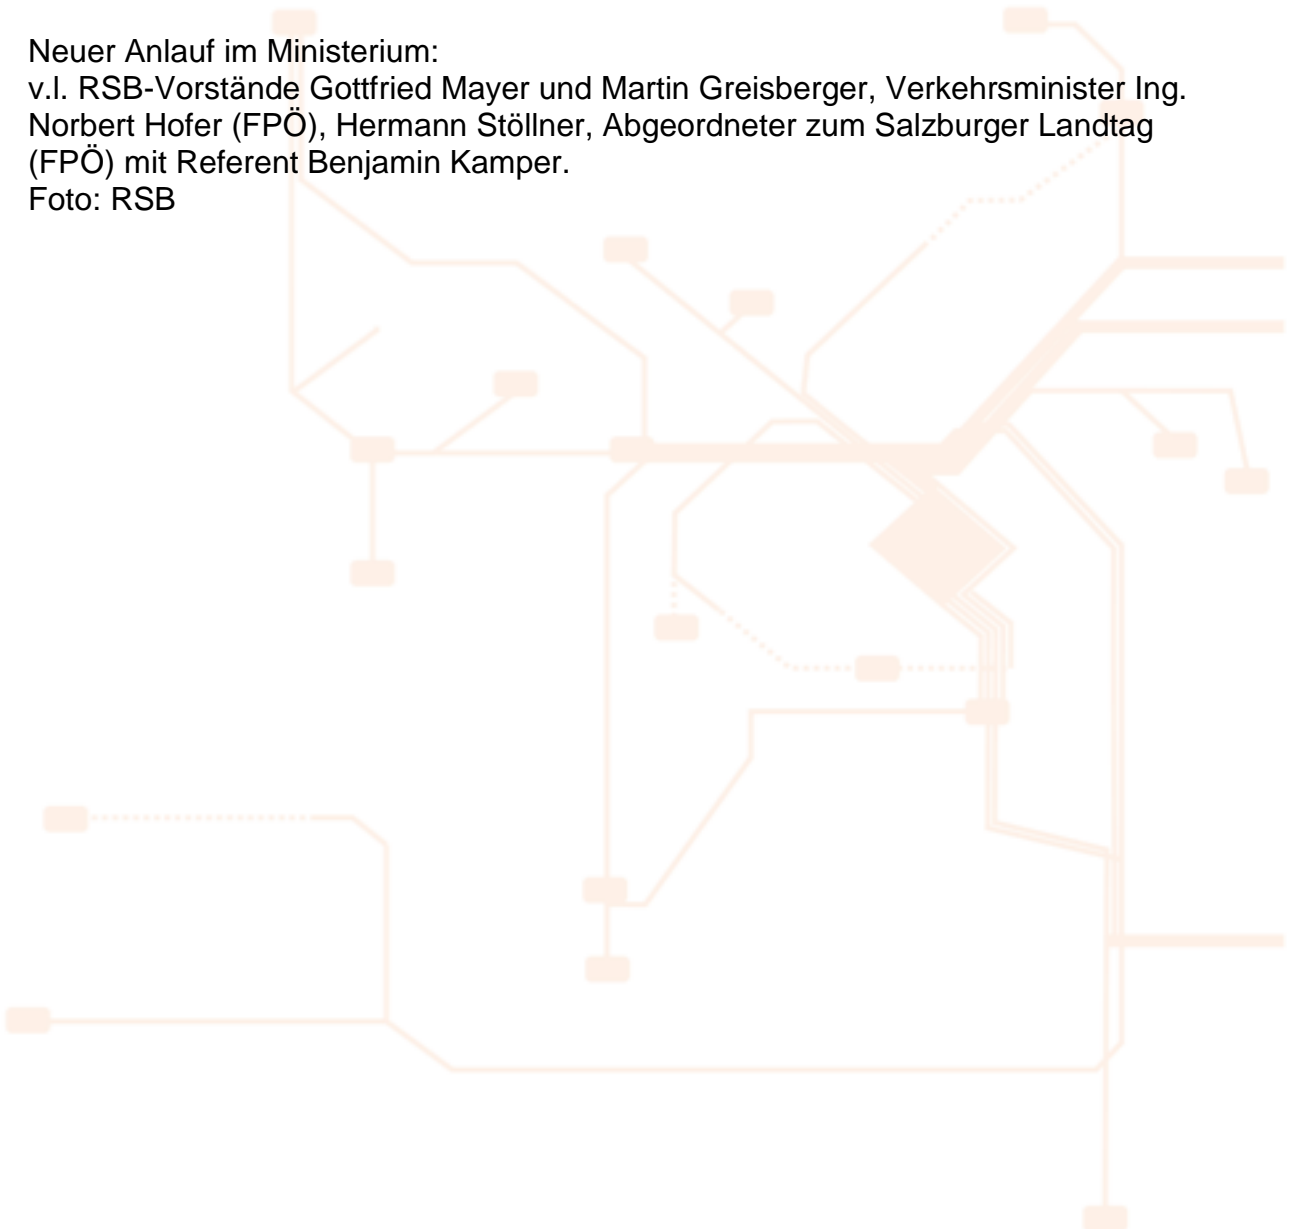 Neuer Anlauf im Ministerium:
v.l. RSB-Vorstände Gottfried Mayer und Martin Greisberger, Verkehrsminister Ing.
Norbert Hofer (FPÖ), Hermann Stöllner, Abgeordneter zum Salzburger Landtag
(FPÖ) mit Referent Benjamin Kamper.
Foto: RSB